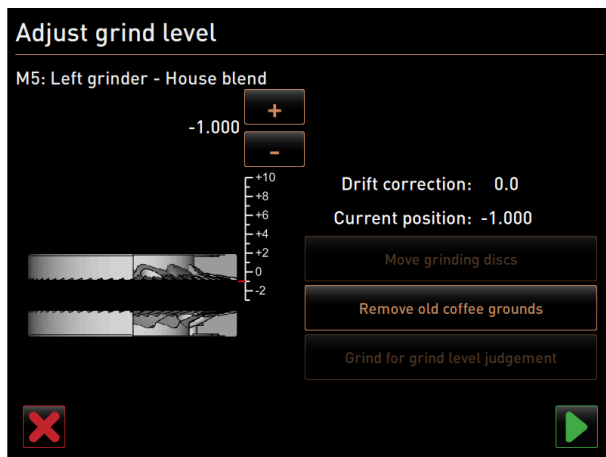 Adjust grind level
M5: Left grinder - House blend
+
-1.000
-
+10
+8
+6
+4
+2
0
-2
Drift correction: 0.0
Current position: -1.000
Move grinding discs
Remove old coffee grounds
Grind for grind level judgement